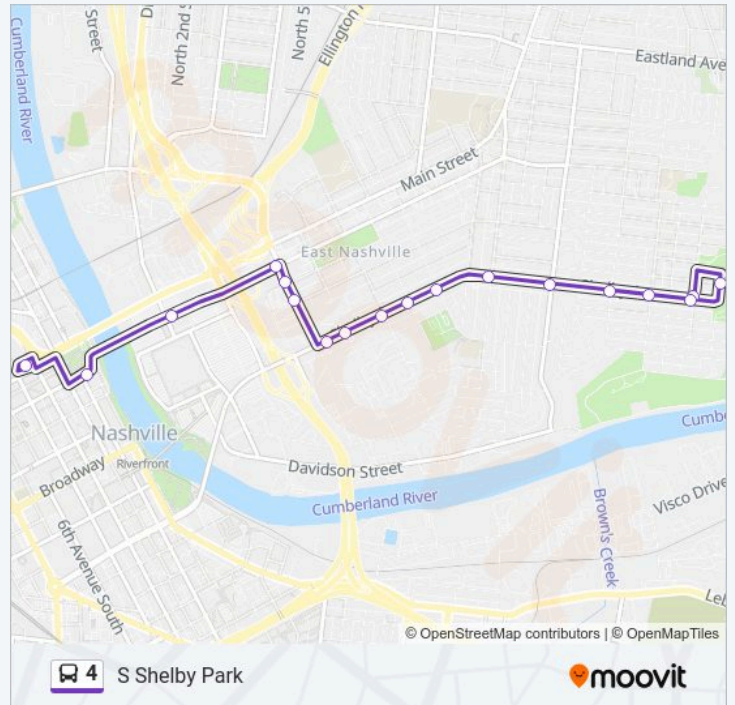 Cumberland River
Street
North 2nd S
North 5
Ellington
Eastland Ave
Main Street
East Nashville
Nashville
Riverfront
Broadway
6th Avenue South
Davidson Street
Cumberland River
Cumbe
Brown's Creek
Visco Drive
Leb
© OpenStreetMap contributors | © OpenMapTiles
4 S Shelby Park
moovit